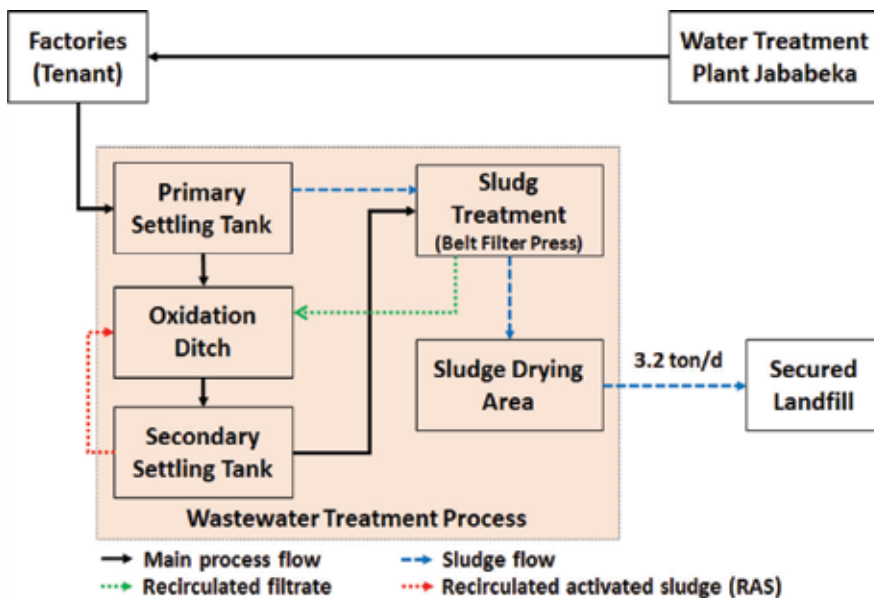 Factories
(Tenant)
Water Treatment
Plant Jababeka
Primary
Settling Tank
Sludg
Treatment
(Belt Filter Press)
Oxidation
Ditch
Sludge Drying
Area
3.2 ton/d
Secured
Landfill
Secondary
Settling Tank
Wastewater Treatment Process
Main process flow
Sludge flow
Recirculated filtrate
Recirculated activated sludge (RAS)